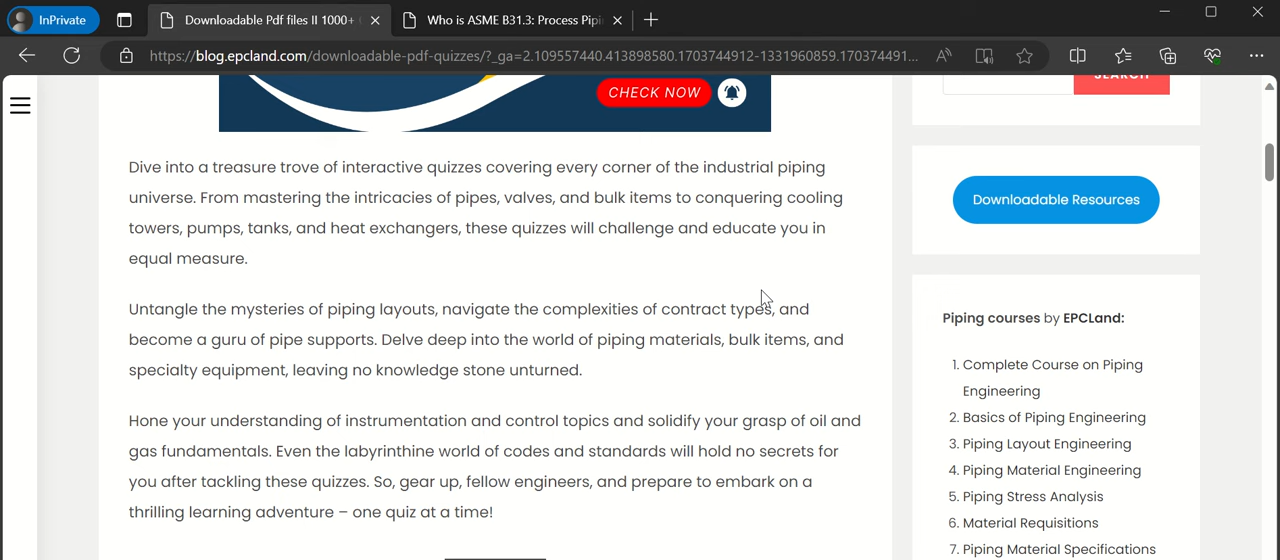 InPrivate
Downloadable Pdf files II 1000+
Who is ASME B31.3: Process Pipi
https://blog.epcland.com/downloadable-pdf-quizzes/?_ga=2.109557440.413898580.1703744912-1331960859.170374491...
CHECK NOW
SEARCH
Dive into a treasure trove of interactive quizzes covering every corner of the industrial piping
universe. From mastering the intricacies of pipes, valves, and bulk items to conquering cooling
towers, pumps, tanks, and heat exchangers, these quizzes will challenge and educate you in
equal measure.
Untangle the mysteries of piping layouts, navigate the complexities of contract types, and
become a guru of pipe supports. Delve deep into the world of piping materials, bulk items, and
specialty equipment, leaving no knowledge stone unturned.
Hone your understanding of instrumentation and control topics and solidify your grasp of oil and
gas fundamentals. Even the labyrinthine world of codes and standards will hold no secrets for
you after tackling these quizzes. So, gear up, fellow engineers, and prepare to embark on a
thrilling learning adventure – one quiz at a time!
Downloadable Resources
Piping courses by EPCLand:
1. Complete Course on Piping
Engineering
2. Basics of Piping Engineering
3. Piping Layout Engineering
4. Piping Material Engineering
5. Piping Stress Analysis
6. Material Requisitions
7. Piping Material Specifications